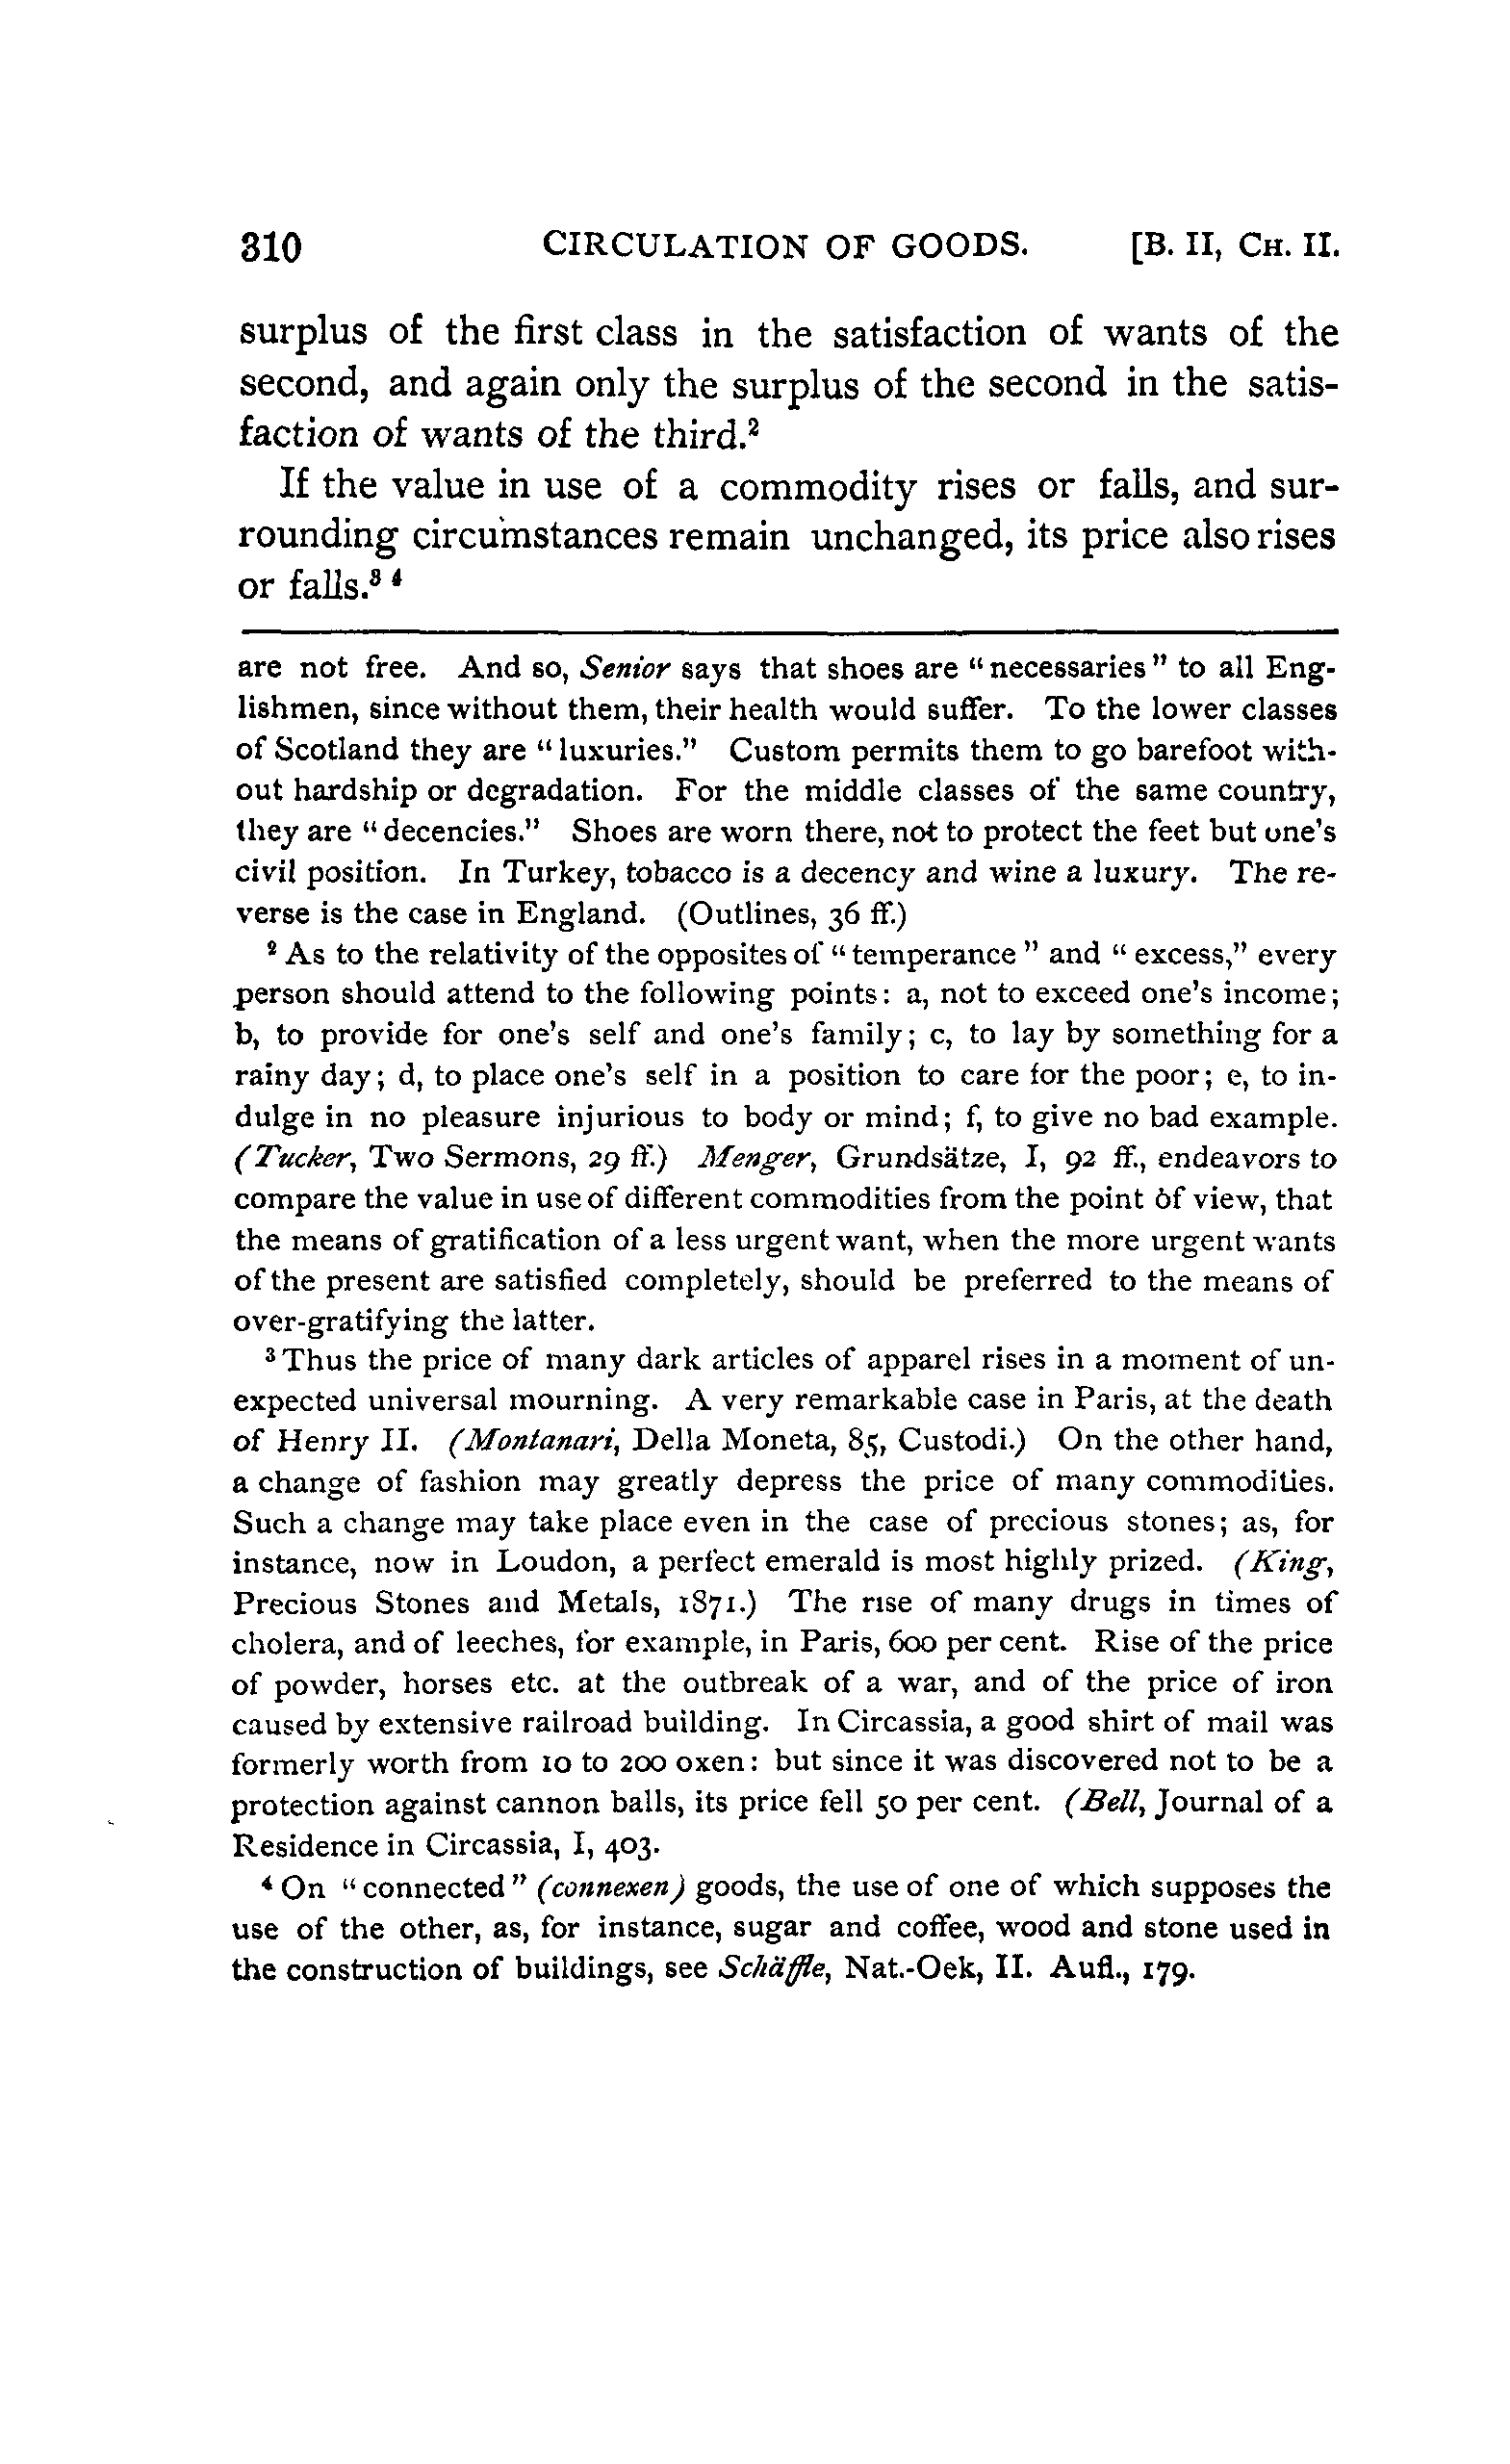 310 CIRCULATION OF GOODS. [B. II, CH. II.
surplus of the first class in the satisfaction of wants of the
second, and again only the surplus of the second in the satis-
faction of wants of the third.²
If the value in use of a commodity rises or falls, and sur-
rounding circumstances remain unchanged, its price also rises
or falls.³ ⁴
are not free. And so, Senior says that shoes are "necessaries" to all Eng-
lishmen, since without them, their health would suffer. To the lower classes
of Scotland they are "luxuries." Custom permits them to go barefoot with-
out hardship or degradation. For the middle classes of the same country,
they are "decencies." Shoes are worn there, not to protect the feet but one's
civil position. In Turkey, tobacco is a decency and wine a luxury. The re-
verse is the case in England. (Outlines, 36 ff.)
² As to the relativity of the opposites of "temperance" and "excess," every
person should attend to the following points: a, not to exceed one's income;
b, to provide for one's self and one's family; c, to lay by something for a
rainy day; d, to place one's self in a position to care for the poor; e, to in-
dulge in no pleasure injurious to body or mind; f, to give no bad example.
(Tucker, Two Sermons, 29 ff.) Menger, Grundsätze, I, 92 ff., endeavors to
compare the value in use of different commodities from the point of view, that
the means of gratification of a less urgent want, when the more urgent wants
of the present are satisfied completely, should be preferred to the means of
over-gratifying the latter.
³ Thus the price of many dark articles of apparel rises in a moment of un-
expected universal mourning. A very remarkable case in Paris, at the death
of Henry II. (Montanari, Della Moneta, 85, Custodi.) On the other hand,
a change of fashion may greatly depress the price of many commodities.
Such a change may take place even in the case of precious stones; as, for
instance, now in Loudon, a perfect emerald is most highly prized. (King,
Precious Stones and Metals, 1871.) The rise of many drugs in times of
cholera, and of leeches, for example, in Paris, 600 per cent. Rise of the price
of powder, horses etc. at the outbreak of a war, and of the price of iron
caused by extensive railroad building. In Circassia, a good shirt of mail was
formerly worth from 10 to 200 oxen: but since it was discovered not to be a
protection against cannon balls, its price fell 50 per cent. (Bell, Journal of a
Residence in Circassia, I, 403.
⁴ On "connected" (connexen) goods, the use of one of which supposes the
use of the other, as, for instance, sugar and coffee, wood and stone used in
the construction of buildings, see Schäffle, Nat.-Oek, II. Aufl., 179.